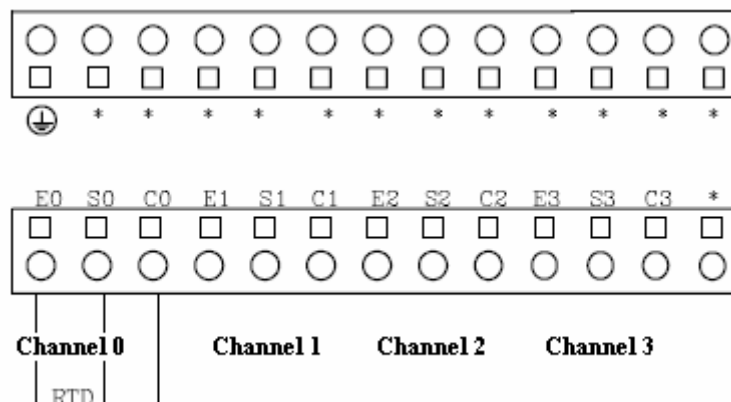 * * * * * * * * * * * *
E0 S0 C0 E1 S1 C1 E2 S2 C2 E3 S3 C3 *
Channel 0 Channel 1 Channel 2 Channel 3
RTD